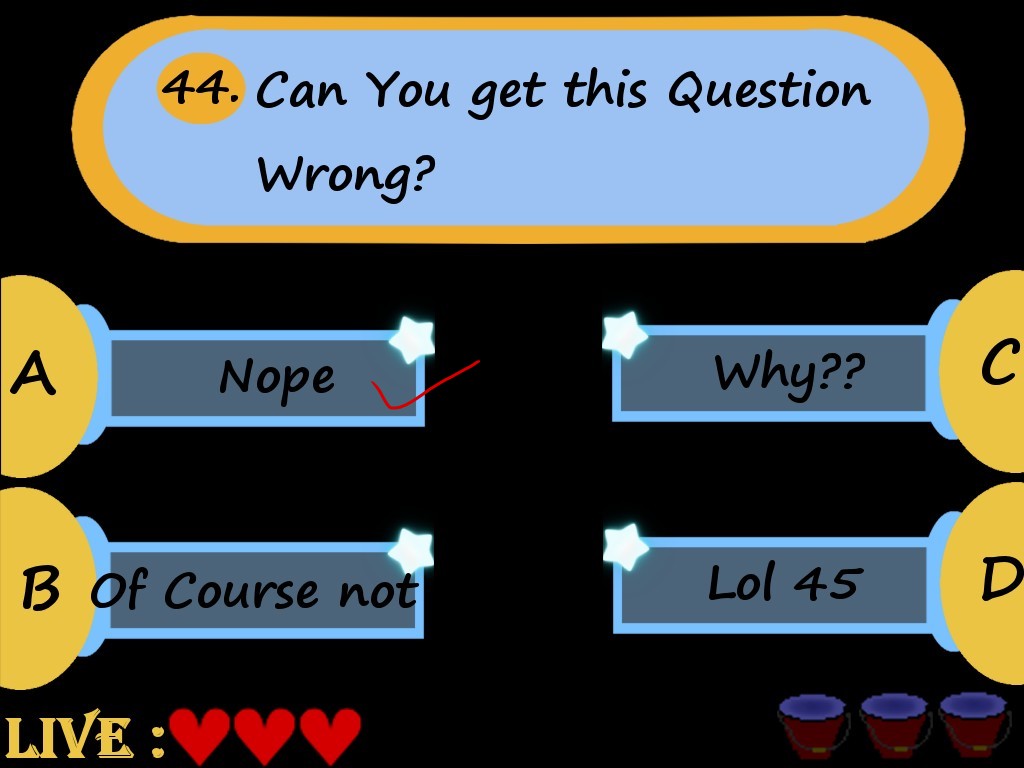 44. Can You get this Question
Wrong?
A Nope
Why?? C
B Of Course not
Lol 45 D
LIVE :